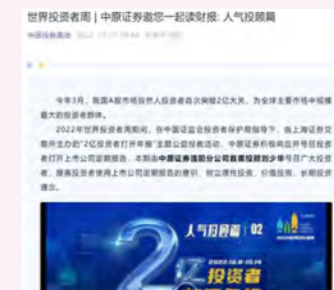 世界投资者周 | 中原证券邀您一起读财报: 人气投顾篇
今年3月，我国A股市场自然人投资者首次突破2亿大关，为全球主要市场中规模
最大的投资者群体。
2022年世界投资者周期间，在中国证监会投资者保护局指导下，由上海证券交
易所主办的“2亿投资者打开年报”主题公益投教活动，中原证券积极响应并号召投资
者打开上市公司定期报告，本期由中原证券洛阳分公司首席投顾刘少华号召广大投资
者，提高投资者使用上市公司定期报告的意识，树立理性投资、价值投资、长期投资
理念。
人气投顾篇 | 02
2022.10.8-10.14
2亿
投资者